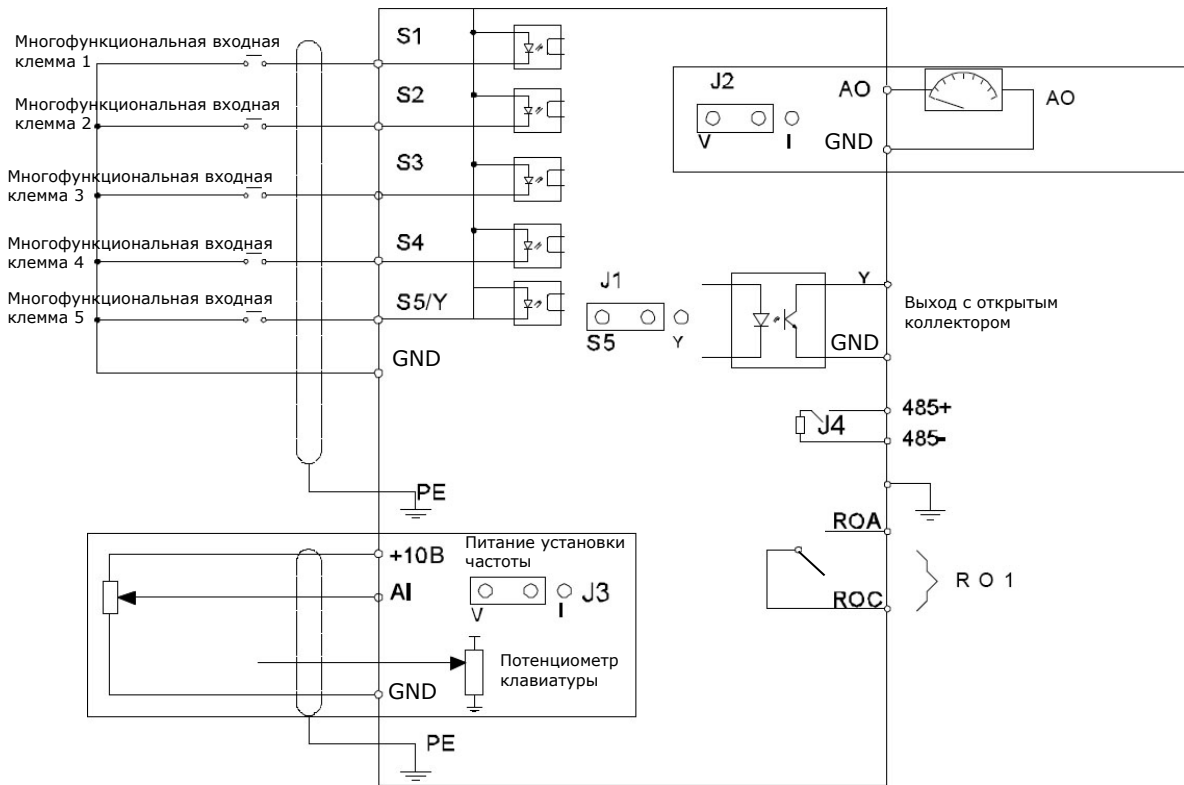 Многофункциональная входная
клемма 1
S1
Многофункциональная входная
клемма 2
S2
Многофункциональная входная
клемма 3
S3
Многофункциональная входная
клемма 4
S4
Многофункциональная входная
клемма 5
S5/Y
GND
PE
J2
V
I
AO
GND
AO
J1
S5
Y
Y
GND
Выход с открытым
коллектором
J4
485+
485-
ROA
ROC
RO1
+10В
AI
Питание установки
частоты
V
I
J3
Потенциометр
клавиатуры
GND
PE